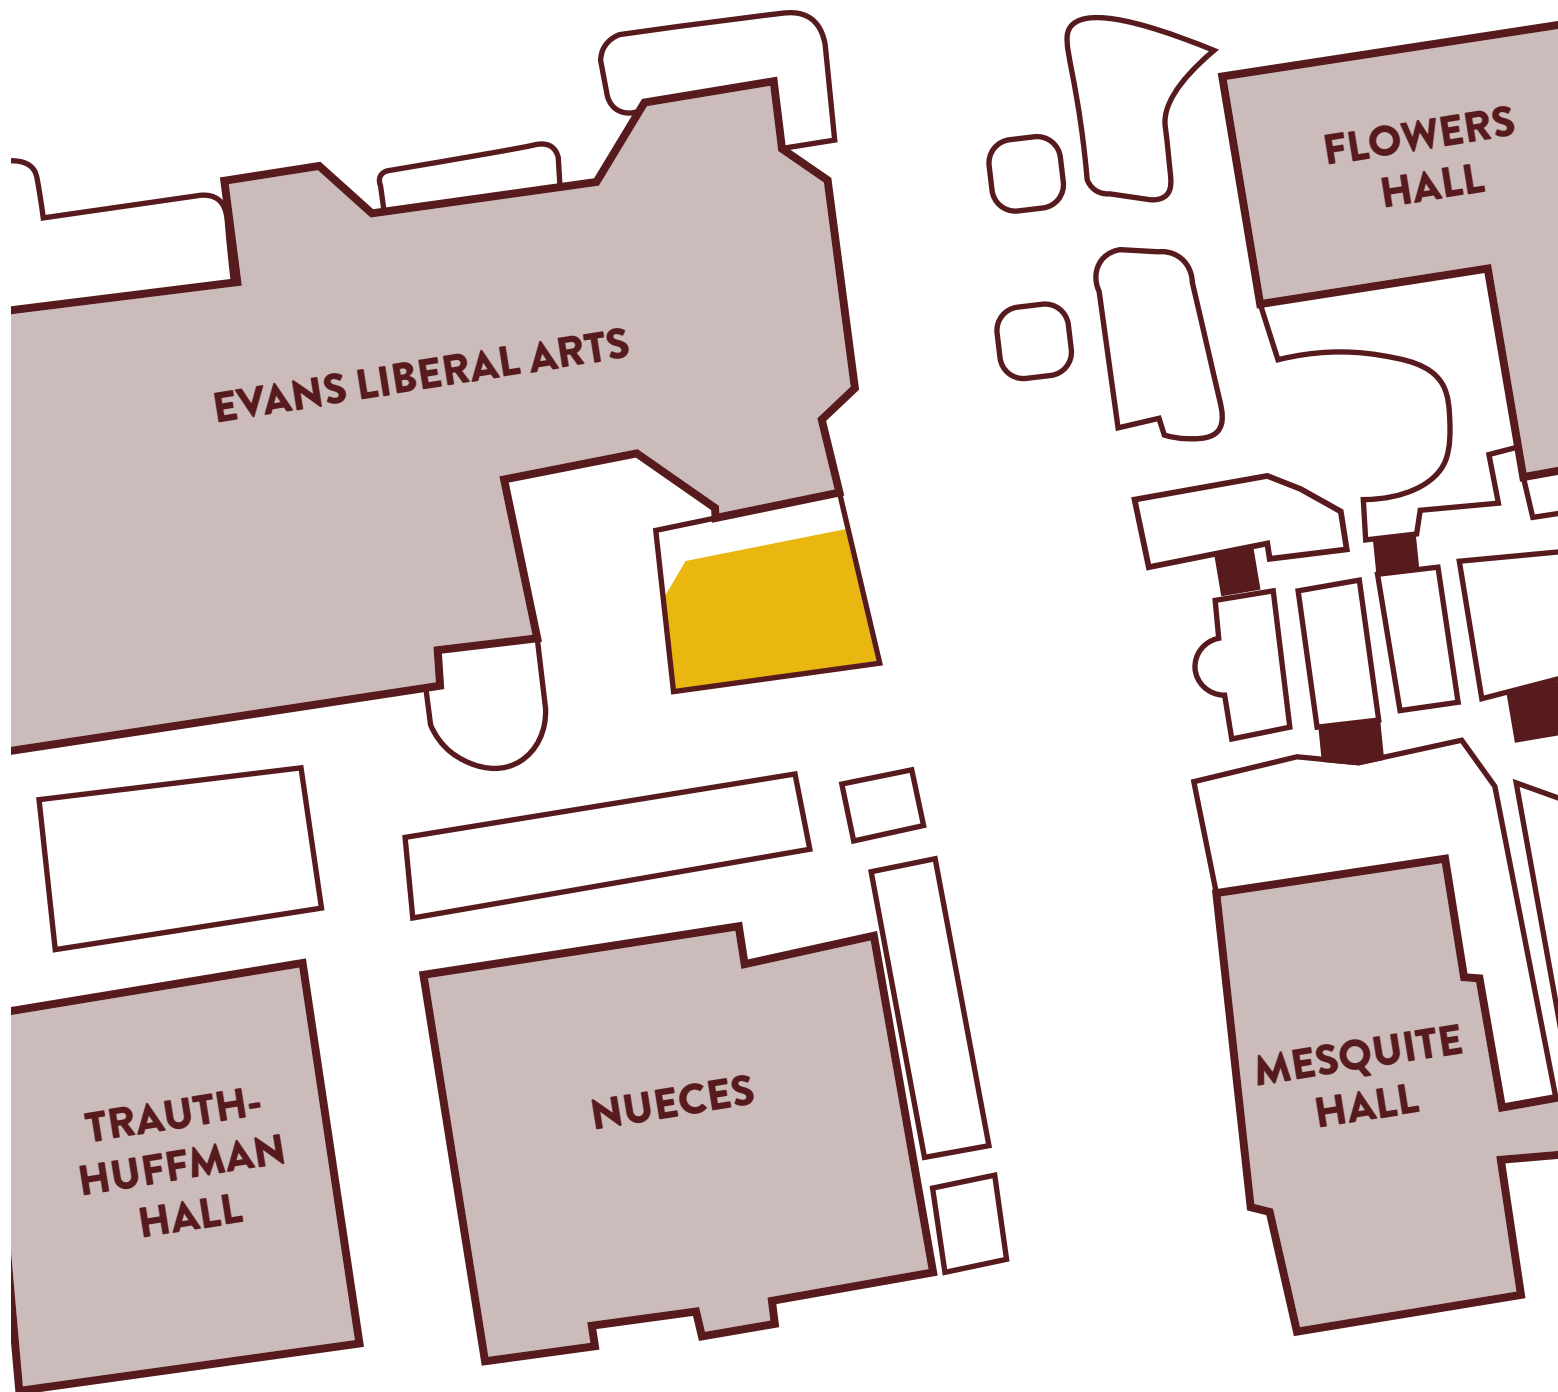 FLOWERS
HALL
EVANS LIBERAL ARTS
MESQUITE
HALL
NUECES
TRAUTH-
HUFFMAN
HALL